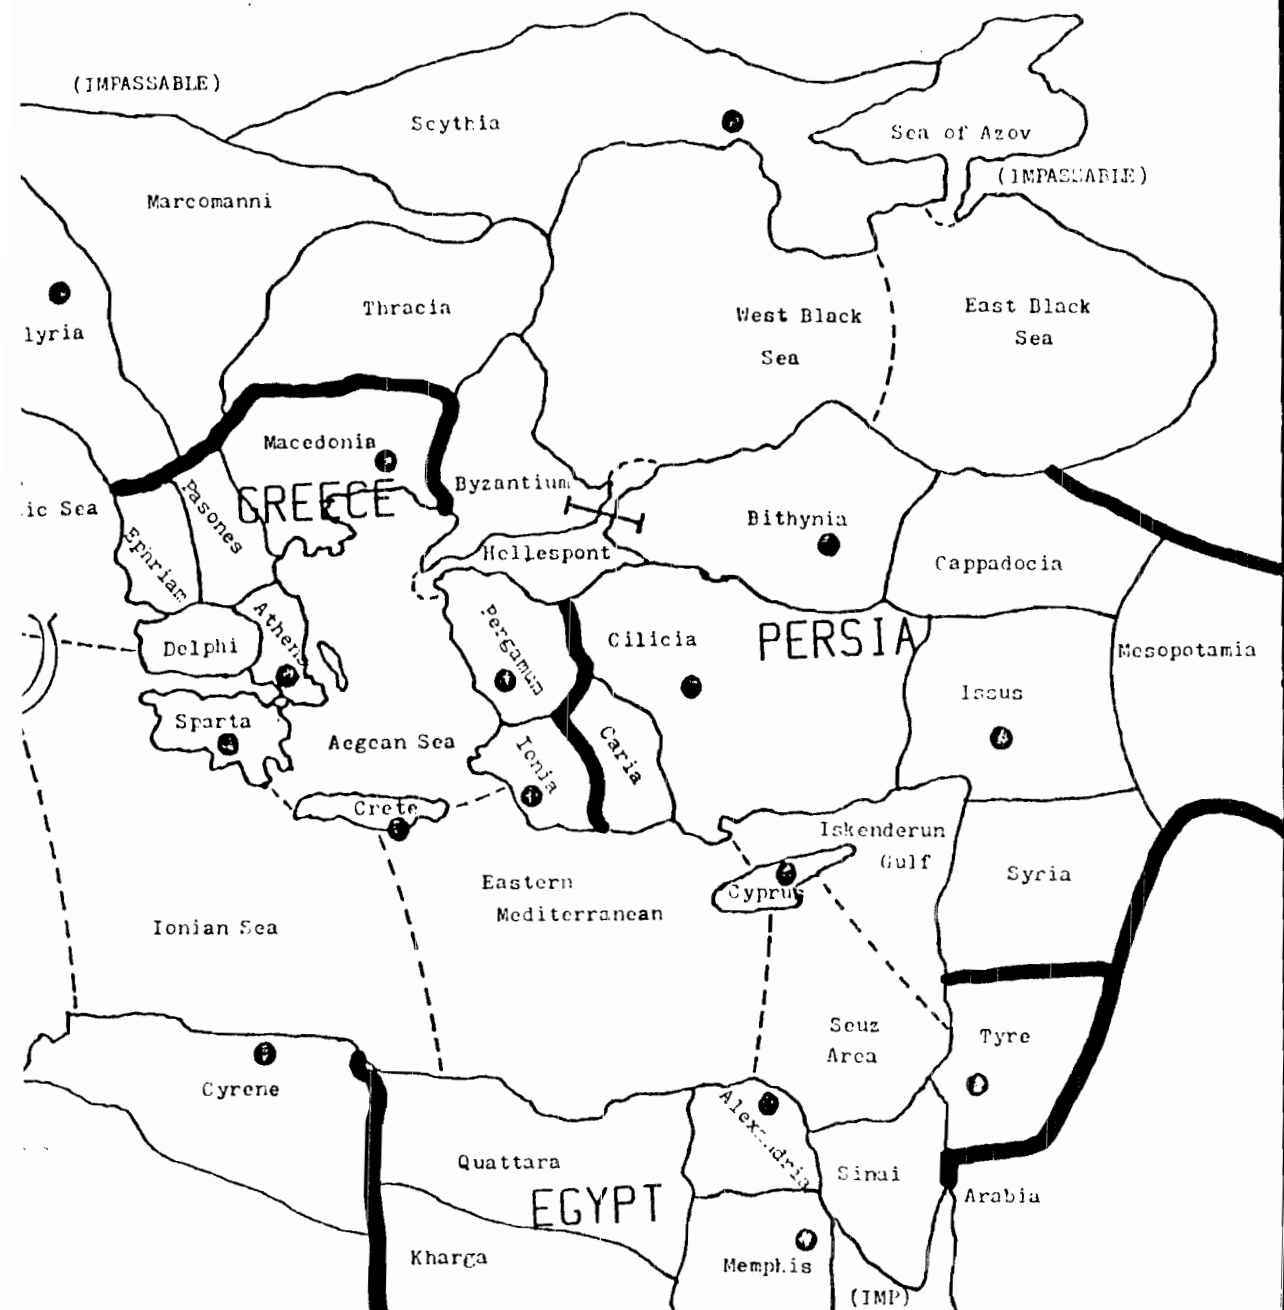 (IMPASSABLE)
Scythia
Sea of Azov
(IMPASSABLE)
Marcomanni
Thracia
West Black
Sea
East Black
Sea
lyria
Macedonia
GREECE
Pasones
ic Sea
Ephriam
Byzantium
Bithynia
Hellespont
Cappadocia
Athens
Delphi
Pergamum
Cilicia
PERSIA
Mesopotamia
Issus
Sparta
Aegean Sea
Ionia
Caria
Crete
Iskenderun
Gulf
Cyprus
Syria
Eastern
Mediterranean
Ionian Sea
Seuz
Area
Tyre
Cyrene
Alexandria
Quattara
Sinai
Arabia
EGYPT
Kharga
Memphis
(IMP)